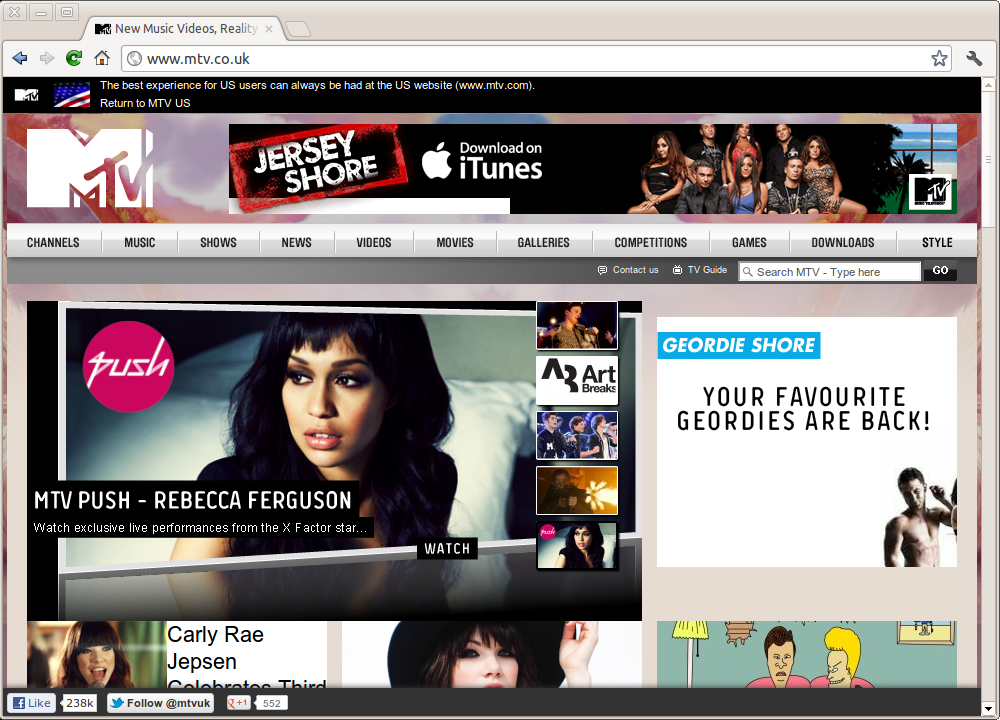 New Music Videos, Reality
www.mtv.co.uk
The best experience for US users can always be had at the US website (www.mtv.com).
Return to MTV US
MTV
JERSEY
SHORE
Download on
iTunes
MTV
MUSIC TELEVISION
CHANNELS MUSIC SHOWS NEWS VIDEOS MOVIES GALLERIES COMPETITIONS GAMES DOWNLOADS STYLE
Contact us TV Guide Search MTV - Type here GO
push
Art
Breaks
push
MTV PUSH - REBECCA FERGUSON
Watch exclusive live performances from the X Factor star...
WATCH
GEORDIE SHORE
YOUR FAVOURITE
GEORDIES ARE BACK!
Carly Rae
Jepsen
Celebrates Third
Like 238k Follow @mtvuk +1 552